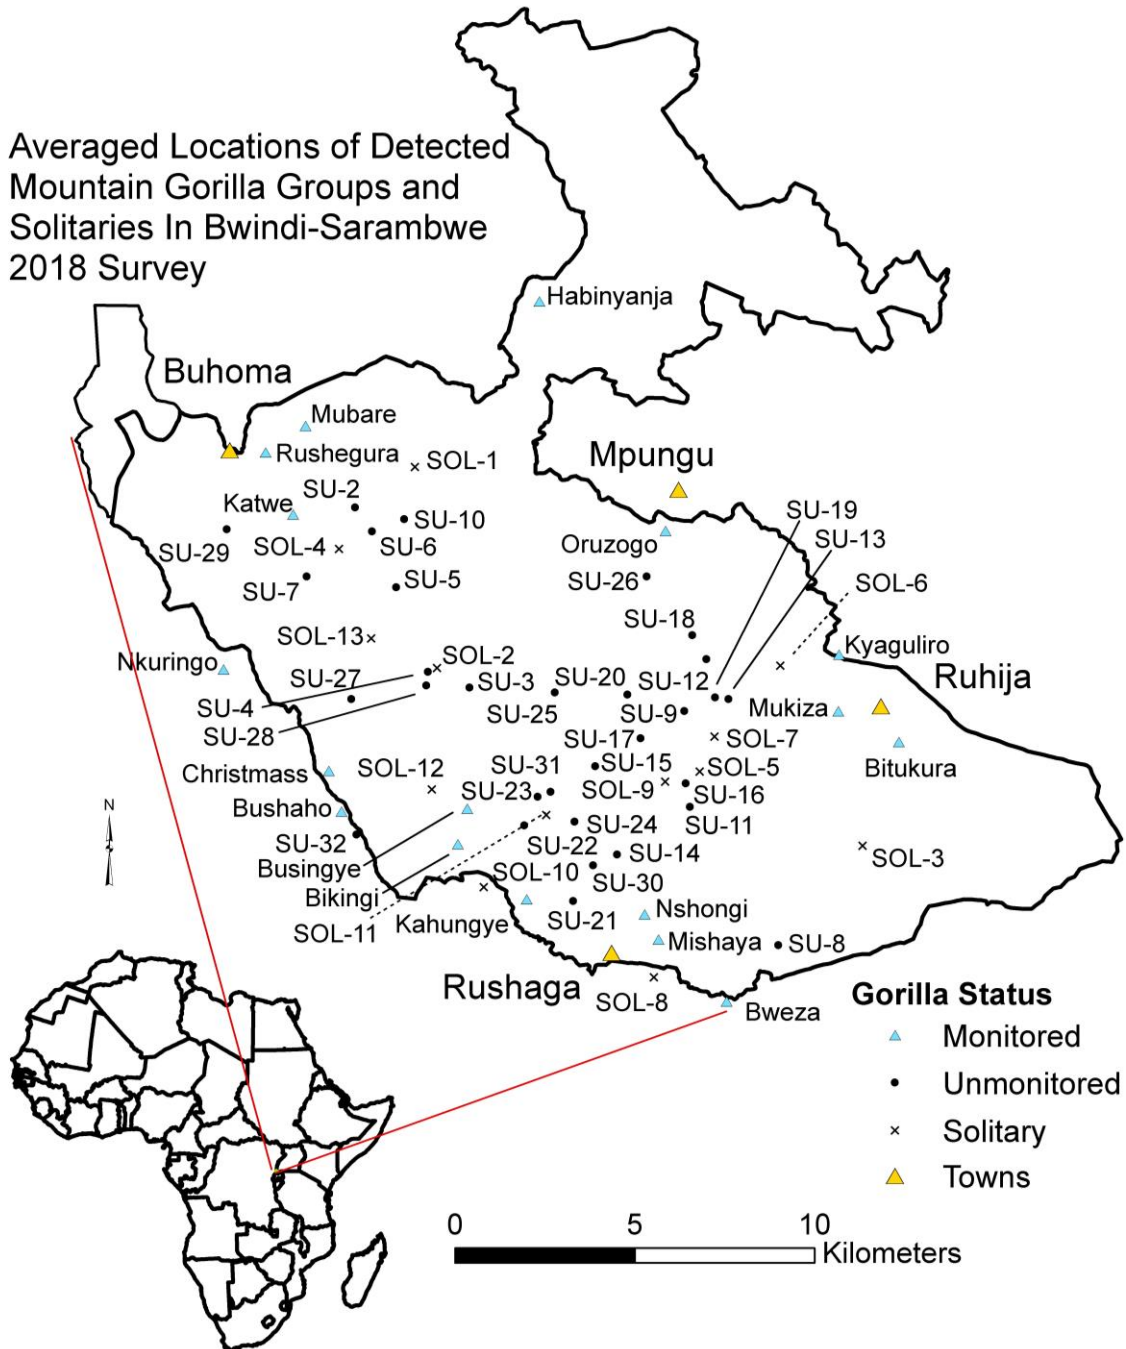 Averaged Locations of Detected
Mountain Gorilla Groups and
Solitaries In Bwindi-Sarambwe
2018 Survey
Habinyanja
Buhoma
Mubare
Rushegura
SOL-1
Mpungu
Katwe
SU-2
SU-10
SU-19
SU-13
SU-29
SOL-4
SU-6
Oruzogo
SU-7
SU-5
SU-26
SOL-6
SU-18
SOL-13
Kyaguliro
Nkuringo
SOL-2
SU-27
SU-3
SU-20
SU-12
Ruhija
SU-4
SU-25
SU-9
Mukiza
SU-28
SU-17
SOL-7
Christmass
SOL-12
SU-31
SU-15
SOL-5
Bitukura
SU-23
SOL-9
SU-16
Bushaho
SU-24
SU-11
SU-32
SU-22
SU-14
SOL-3
Busingye
SOL-10
SU-30
Bikingi
SOL-11
Kahungye
SU-21
Nshongi
Mishaya
SU-8
Rushaga
SOL-8
Bweza
Gorilla Status
Monitored
Unmonitored
Solitary
Towns
N
0 5 10
Kilometers